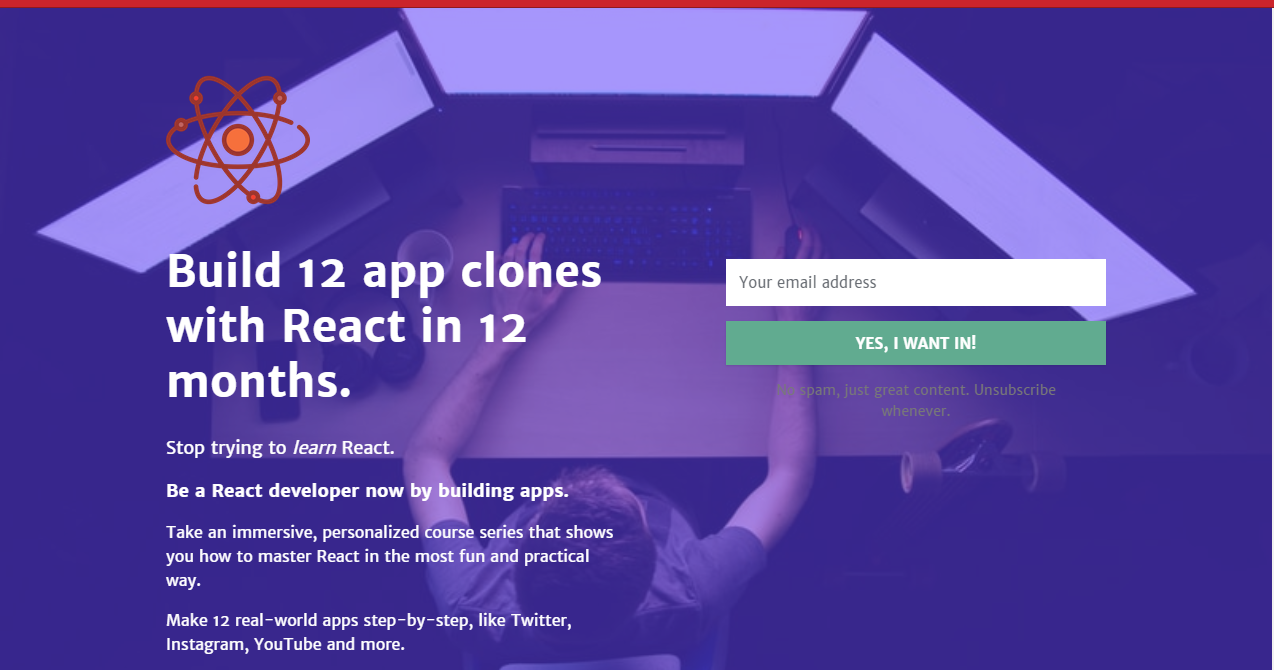 Build 12 app clones
with React in 12
months.
Stop trying to learn React.
Be a React developer now by building apps.
Take an immersive, personalized course series that shows
you how to master React in the most fun and practical
way.
Make 12 real-world apps step-by-step, like Twitter,
Instagram, YouTube and more.
Your email address
YES, I WANT IN!
No spam, just great content. Unsubscribe
whenever.